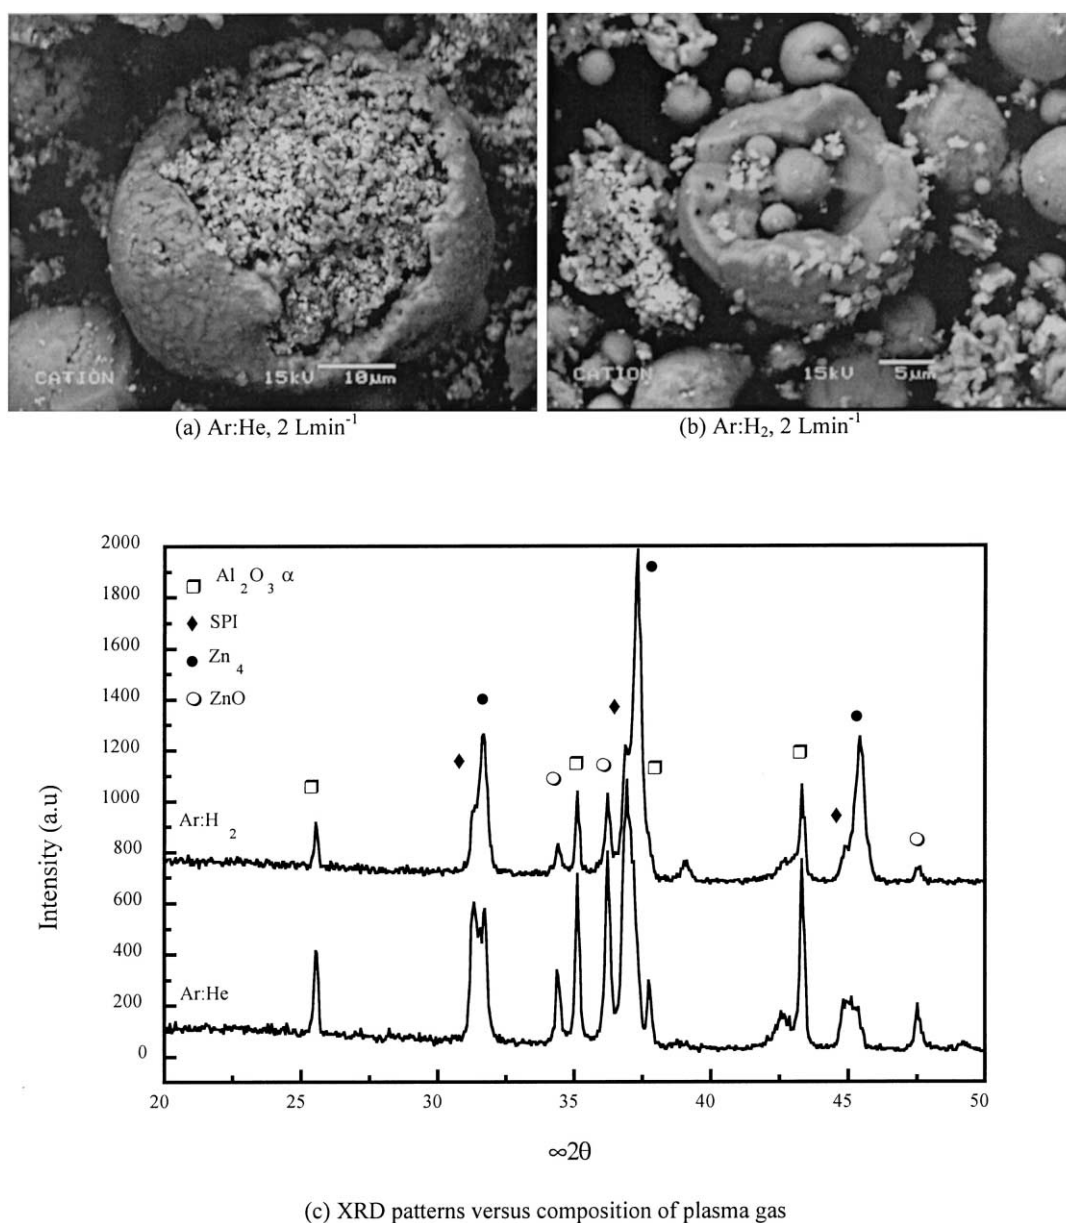 CATION 15kV 10µm
CATION 15kV 5µm
(a) Ar:He, 2 Lmin⁻¹
(b) Ar:H₂, 2 Lmin⁻¹
2000
1800
1600
1400
1200
1000
800
600
400
200
0
Intensity (a.u)
Al₂O₃ α
SPI
Zn₄
ZnO
Ar:H₂
Ar:He
20 25 30 35 40 45 50
∞2θ
(c) XRD patterns versus composition of plasma gas